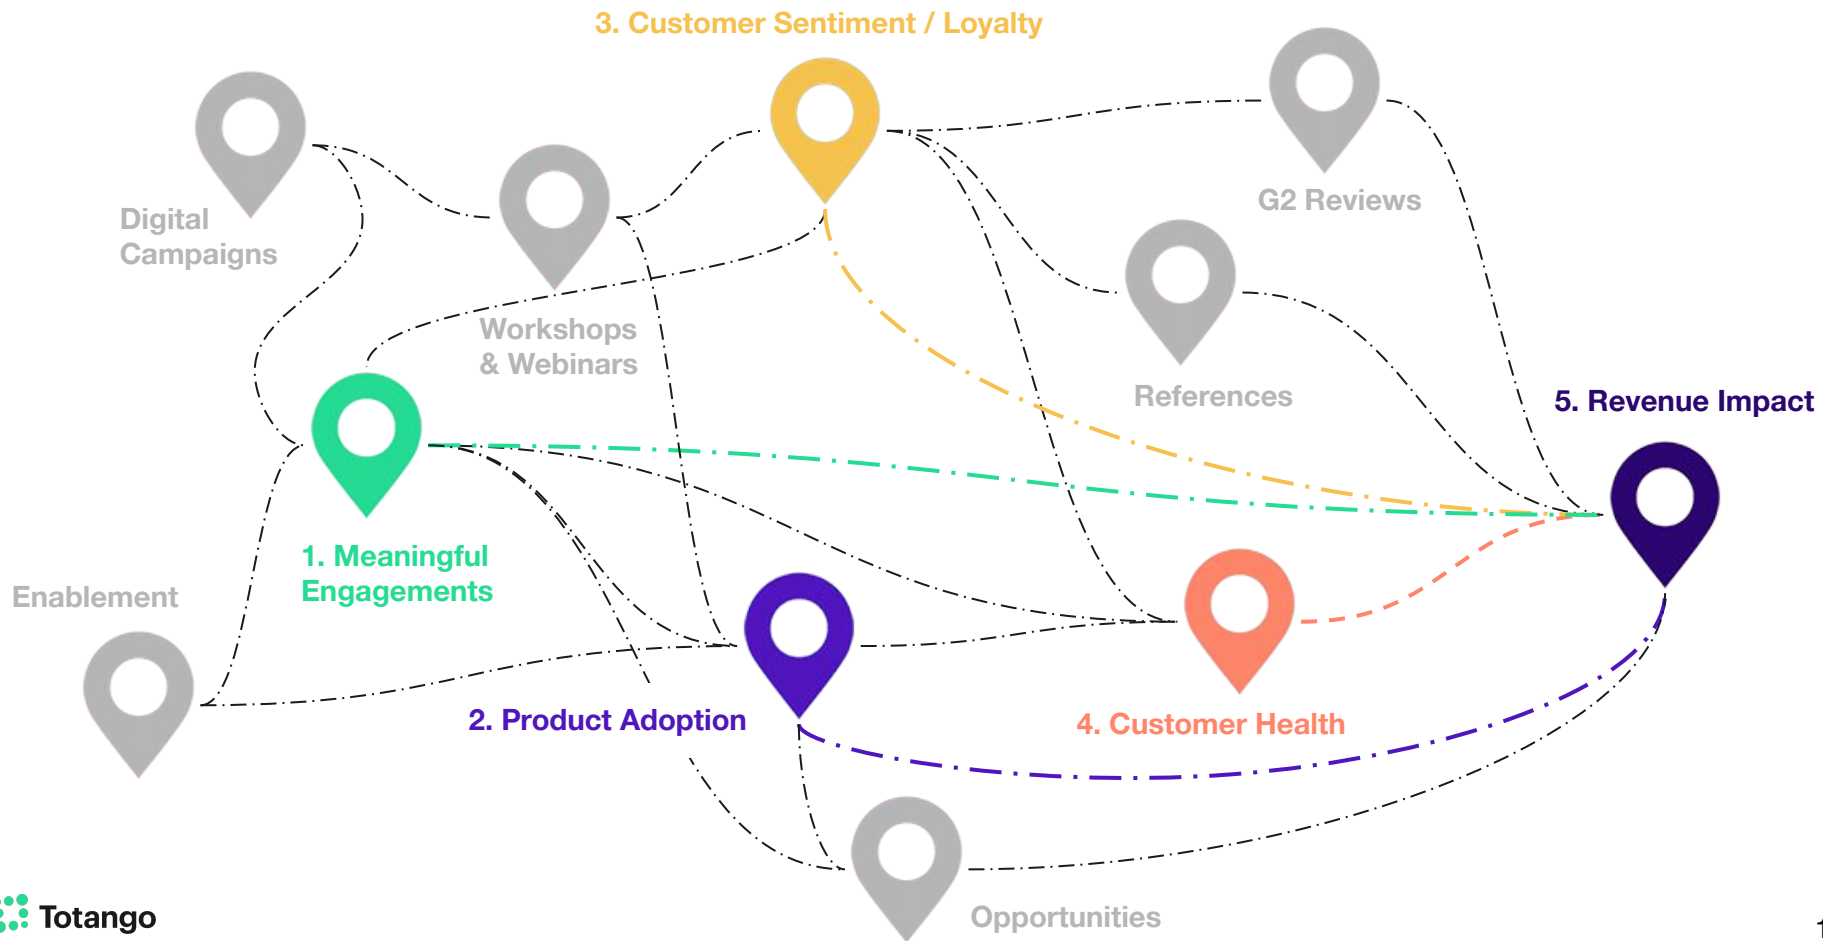 3. Customer Sentiment / Loyalty
G2 Reviews
Digital
Campaigns
Workshops
& Webinars
References
5. Revenue Impact
1. Meaningful
Engagements
Enablement
2. Product Adoption
4. Customer Health
Opportunities
Totango